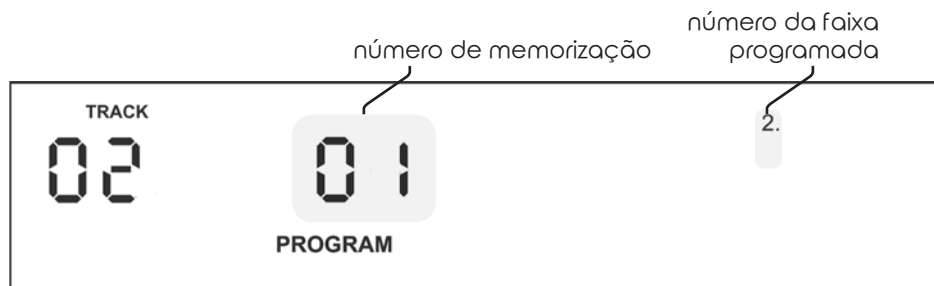 número da faixa
programada
número de memorização
TRACK
02
01
2.
PROGRAM